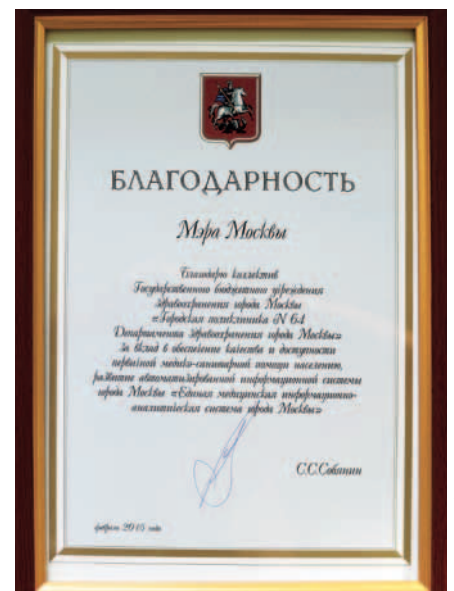 БЛАГОДАРНОСТЬ
Мэра Москвы
Благодарю коллектив
Государственного бюджетного учреждения
здравоохранения города Москвы
«Городская поликлиника N 64
Департамента здравоохранения города Москвы»
за вклад в обеспечение качества и доступности
первичной медико-санитарной помощи населению,
развитие автоматизированной информационной системы
города Москвы «Единая медицинская информационно-
аналитическая система города Москвы»
С.С.Собянин
февраль 2015 года